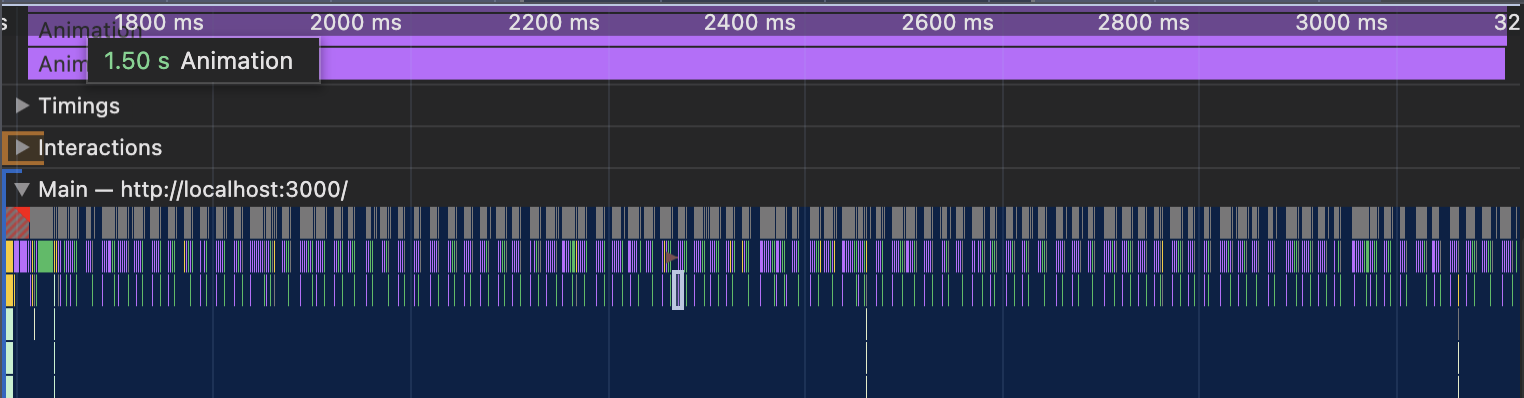 s 1800 ms 2000 ms 2200 ms 2400 ms 2600 ms 2800 ms 3000 ms 32
Animation
Anim
1.50 s Animation
Timings
Interactions
Main — http://localhost:3000/